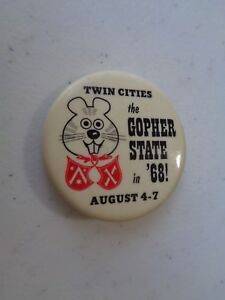 TWIN CITIES
the
GOPHER
STATE
in '68!
AUGUST 4-7